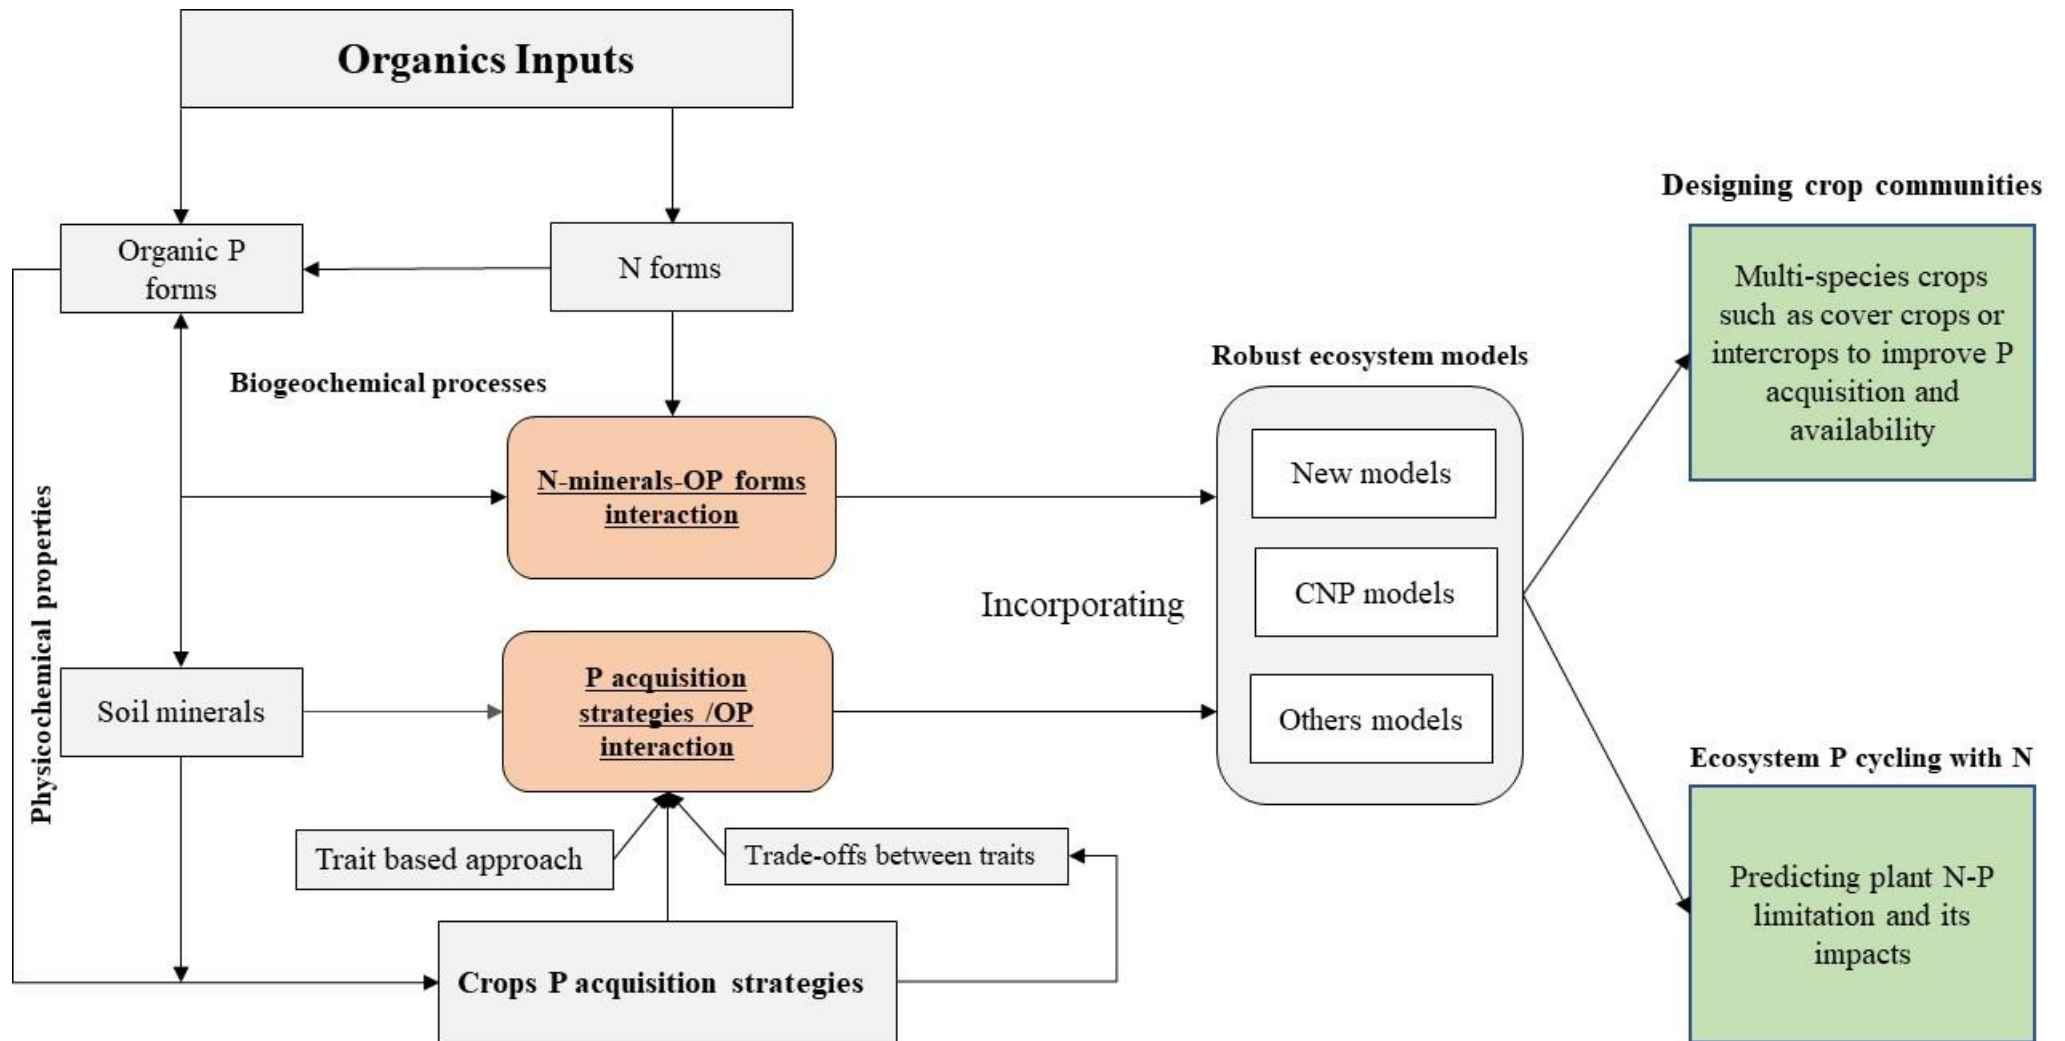 Organics Inputs
Organic P
forms
N forms
Biogeochemical processes
Physicochemical properties
N-minerals-OP forms
interaction
Soil minerals
P acquisition
strategies /OP
interaction
Trait based approach
Trade-offs between traits
Crops P acquisition strategies
Incorporating
Robust ecosystem models
New models
CNP models
Others models
Designing crop communities
Multi-species crops
such as cover crops or
intercrops to improve P
acquisition and
availability
Ecosystem P cycling with N
Predicting plant N-P
limitation and its
impacts